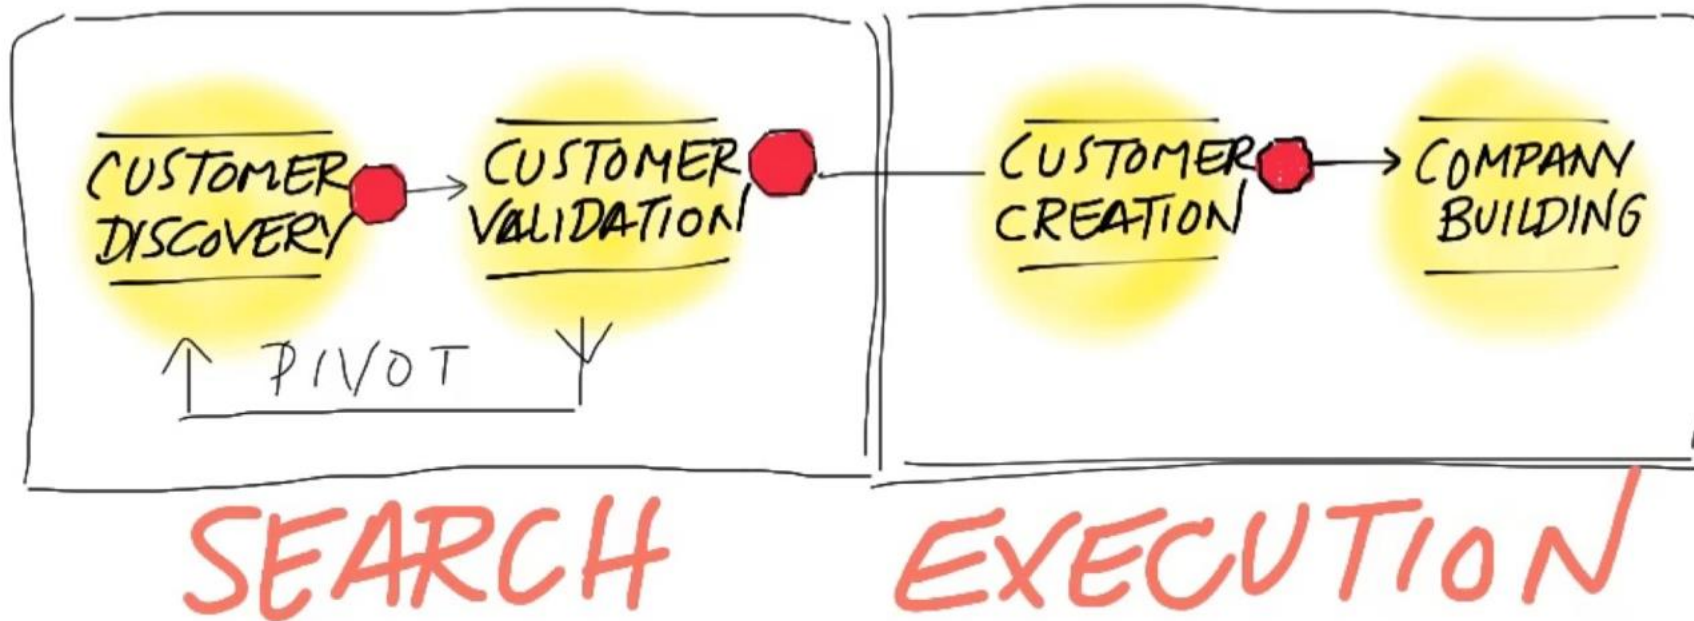 CUSTOMER
DISCOVERY
CUSTOMER
VALIDATION
PIVOT
CUSTOMER
CREATION
COMPANY
BUILDING
SEARCH
EXECUTION